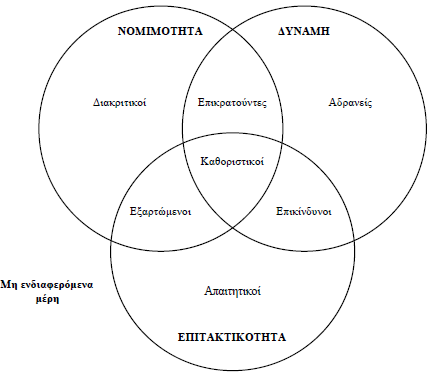 ΝΟΜΙΜΟΤΗΤΑ
ΔΥΝΑΜΗ
Διακριτικοί
Επικρατούντες
Αδρανείς
Καθοριστικοί
Εξαρτώμενοι
Επικίνδυνοι
Μη ενδιαφερόμενα
μέρη
Απαιτητικοί
ΕΠΙΤΑΚΤΙΚΟΤΗΤΑ